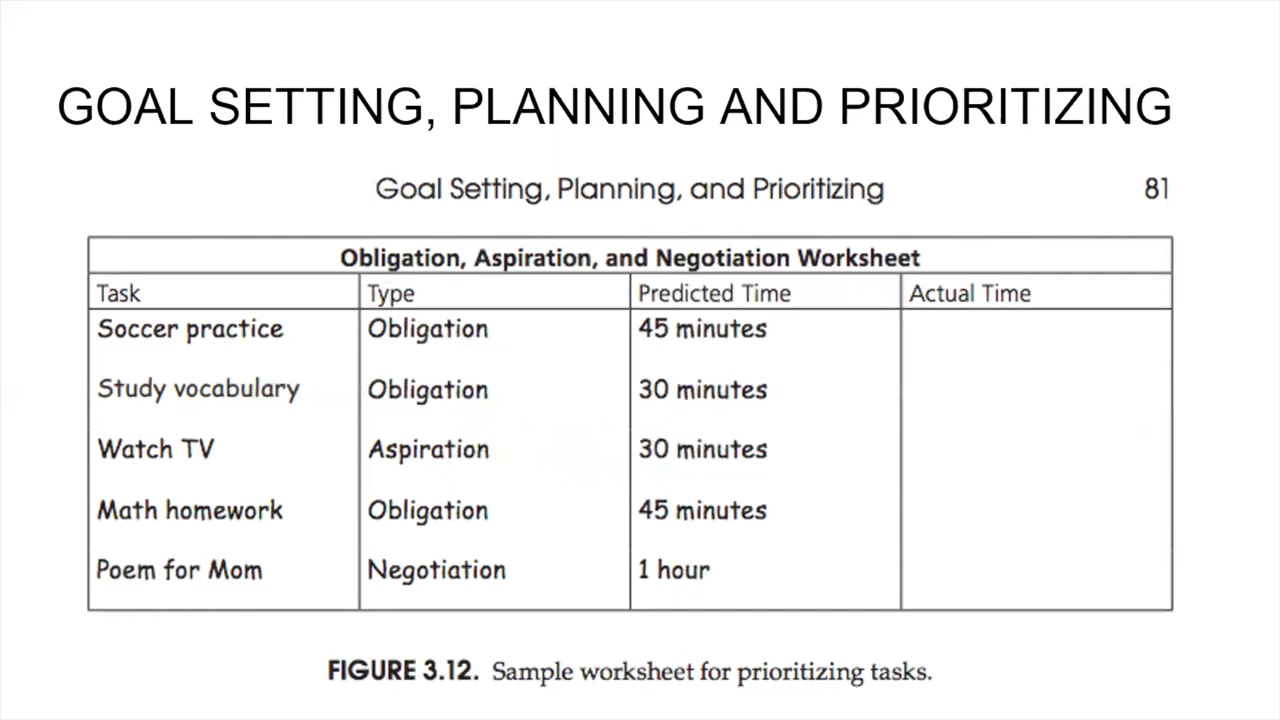 GOAL SETTING, PLANNING AND PRIORITIZING
Goal Setting, Planning, and Prioritizing 81
Obligation, Aspiration, and Negotiation Worksheet
Task Type Predicted Time Actual Time
Soccer practice Obligation 45 minutes
Study vocabulary Obligation 30 minutes
Watch TV Aspiration 30 minutes
Math homework Obligation 45 minutes
Poem for Mom Negotiation 1 hour
FIGURE 3.12. Sample worksheet for prioritizing tasks.